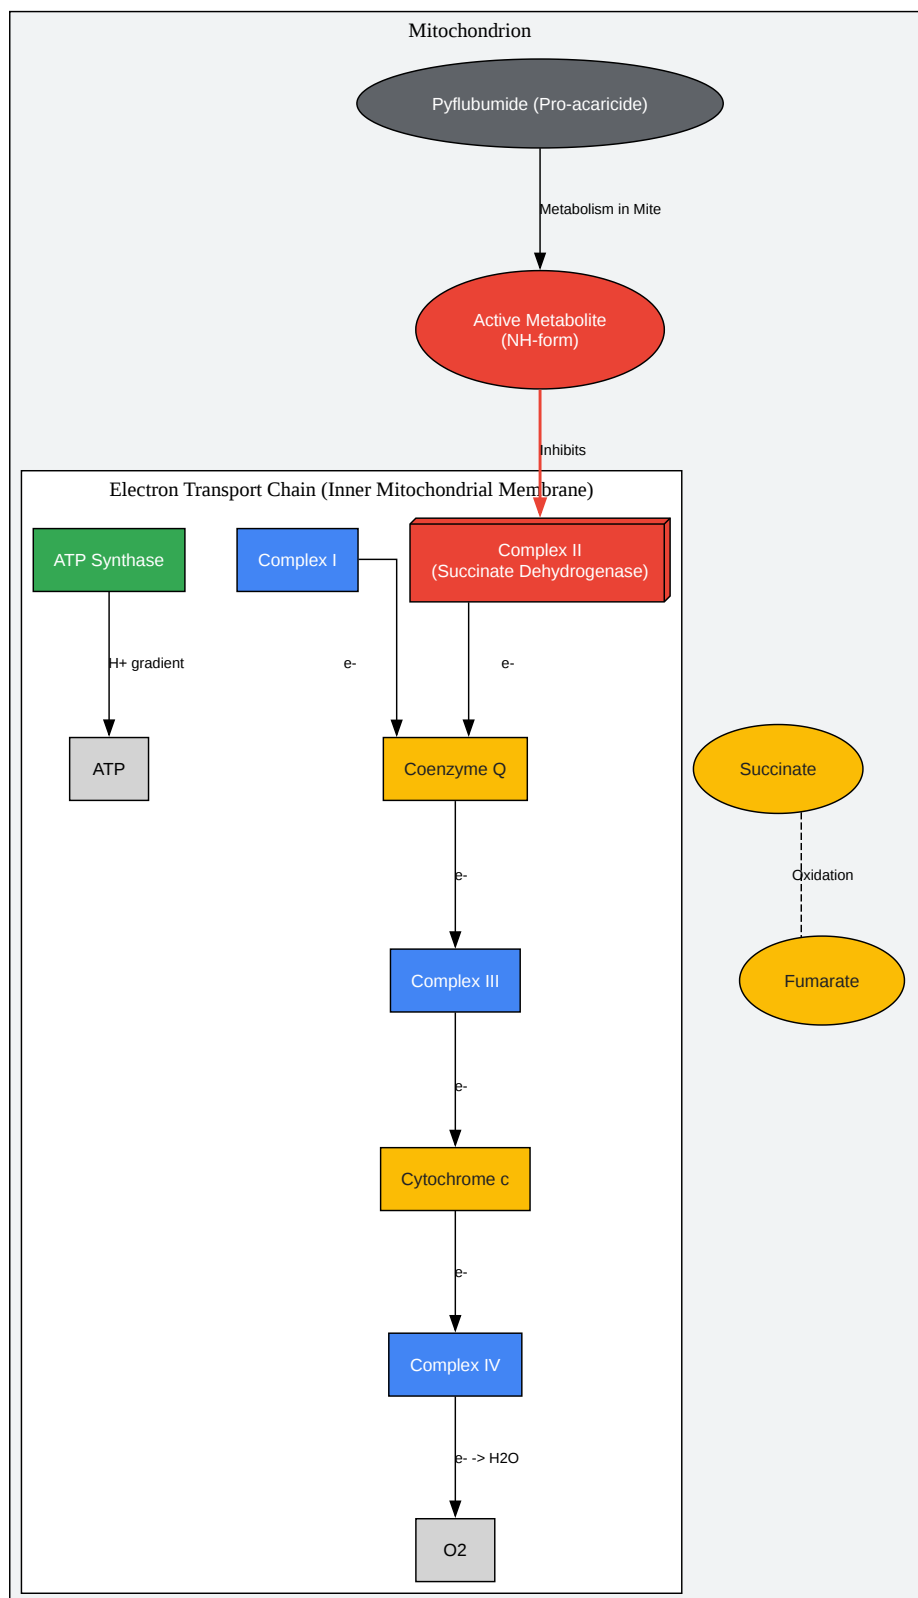 Mitochondrion
Pyflubumide (Pro-acaricide)
Metabolism in Mite
Active Metabolite
(NH-form)
Inhibits
Electron Transport Chain (Inner Mitochondrial Membrane)
ATP Synthase
Complex I
Complex II
(Succinate Dehydrogenase)
H+ gradient
e-
e-
ATP
Coenzyme Q
Succinate
e-
Oxidation
Complex III
Fumarate
e-
Cytochrome c
e-
Complex IV
e- -> H2O
O2